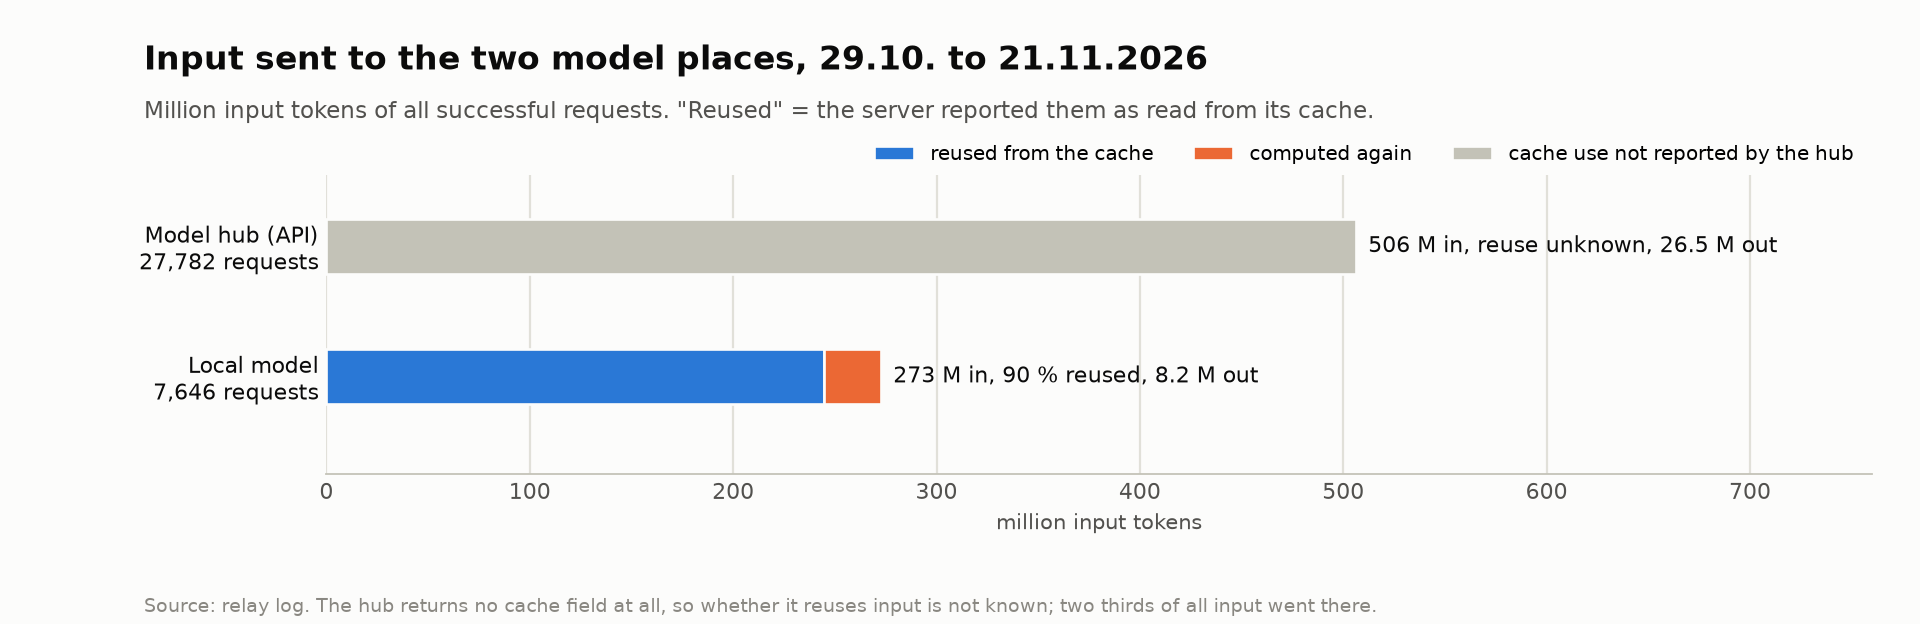 Input sent to the two model places, 29.10. to 21.11.2026
Million input tokens of all successful requests. "Reused" = the server reported them as read from its cache.
reused from the cache
computed again
cache use not reported by the hub
Model hub (API)
27,782 requests
506 M in, reuse unknown, 26.5 M out
Local model
7,646 requests
273 M in, 90 % reused, 8.2 M out
0 100 200 300 400 500 600 700
million input tokens
Source: relay log. The hub returns no cache field at all, so whether it reuses input is not known; two thirds of all input went there.